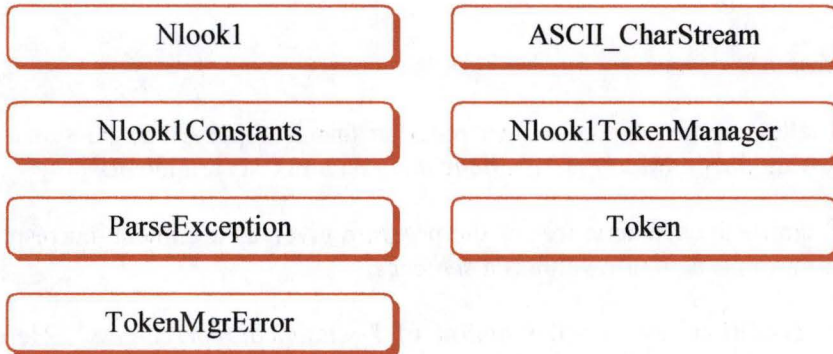 Nlook1
ASCII_CharStream
Nlook1Constants
Nlook1TokenManager
ParseException
Token
TokenMgrError